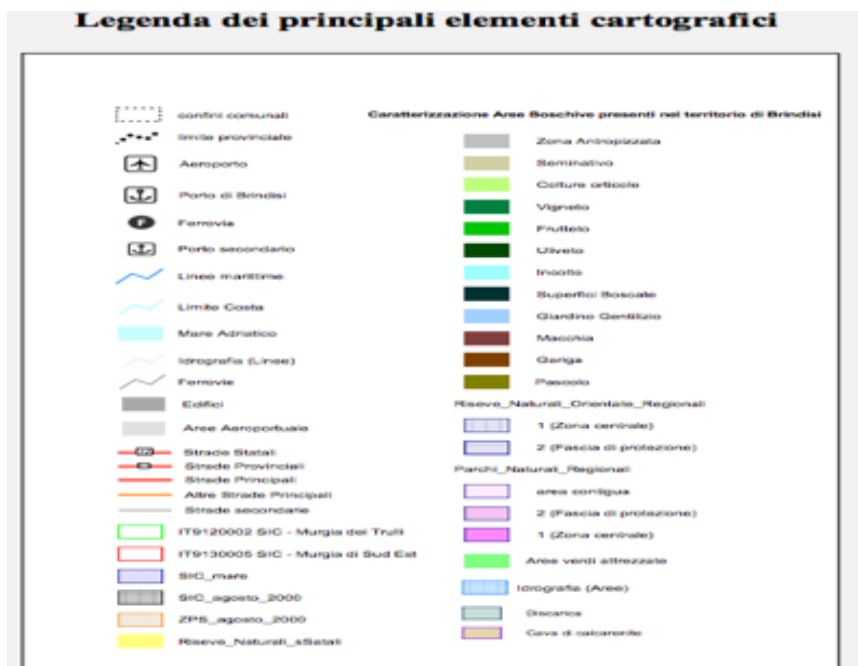 Legenda dei principali elementi cartografici
confini comunali
limite provinciale
Aeroporto
Porto di Brindisi
F
Ferrovia
Porto secondario
Linee marittime
Limite Costa
Mare Adriatico
Idrografia (Linee)
Ferrovie
Edifici
Aree Aeroportuale
Strade Statali
Strade Provinciali
Strade Principali
Altre Strade Principali
Strade secondarie
IT9120002 SIC - Murgia dei Trulli
IT9130005 SIC - Murgia di Sud Est
SIC_mare
SIC_agosto_2000
ZPS_agosto_2000
Riseve_Naturali_sSatali
Caratterizzazione Aree Boschive presenti nel territorio di Brindisi
Zona Antropizzata
Seminativo
Colture orticole
Vigneto
Frutteto
Uliveto
Incolto
Superfici Boscate
Giardino Gentilizio
Macchia
Gariga
Pascolo
Riseve_Naturali_Orientate_Regionali
1 (Zona centrale)
2 (Fascia di protezione)
Parchi_Naturali_Regionali
area contigua
2 (Fascia di protezione)
1 (Zona centrale)
Aree verdi attrezzate
Idrografia (Aree)
Discarica
Cava di calcarenite